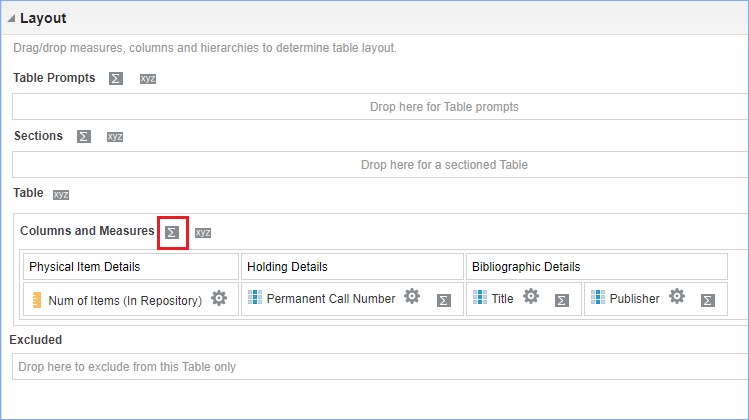 Layout
Drag/drop measures, columns and hierarchies to determine table layout.
Table Prompts Σ xyz
Drop here for Table prompts
Sections Σ xyz
Drop here for a sectioned Table
Table xyz
Columns and Measures Σ xyz
Physical Item Details Holding Details Bibliographic Details
Num of Items (In Repository) Permanent Call Number Σ Title Σ Publisher Σ
Excluded
Drop here to exclude from this Table only